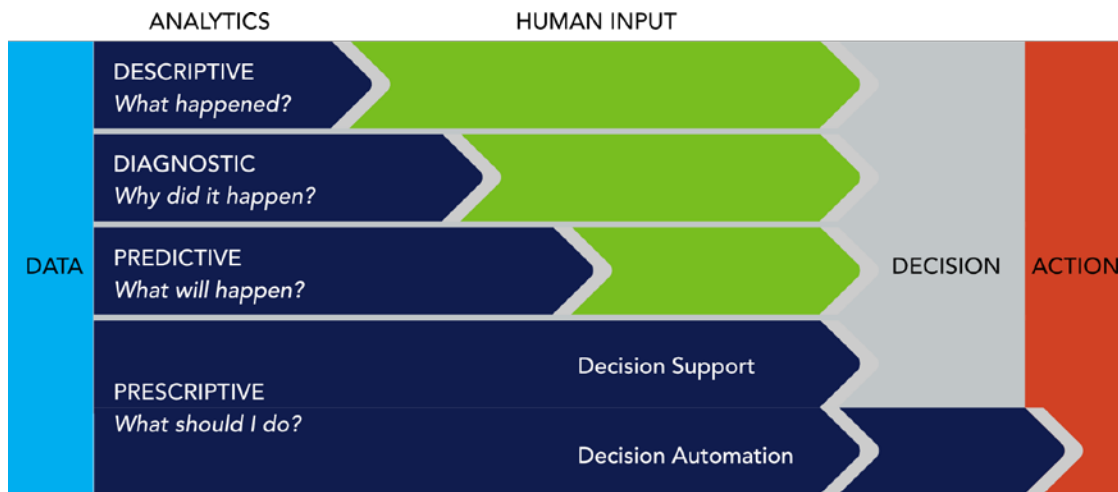 ANALYTICS
HUMAN INPUT
DESCRIPTIVE
What happened?
DIAGNOSTIC
Why did it happen?
DATA
PREDICTIVE
What will happen?
DECISION
ACTION
PRESCRIPTIVE
What should I do?
Decision Support
Decision Automation